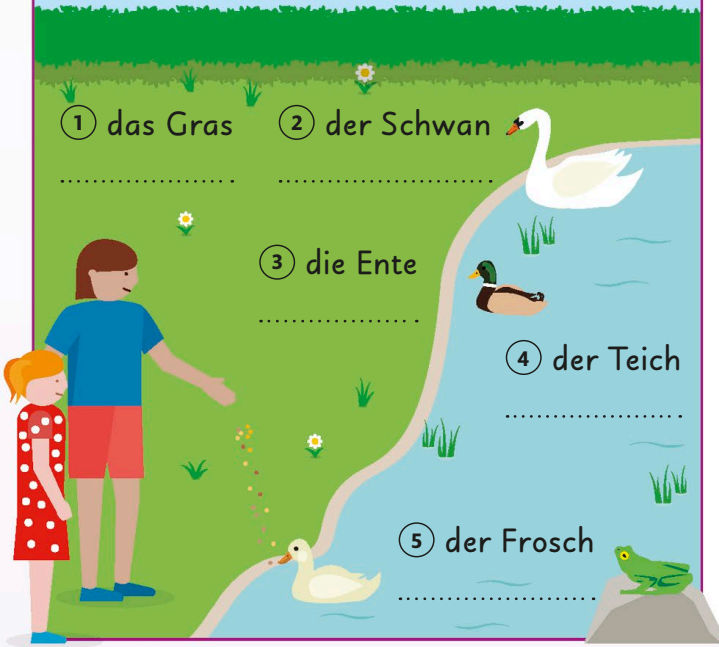 1 das Gras
2 der Schwan
3 die Ente
4 der Teich
5 der Frosch